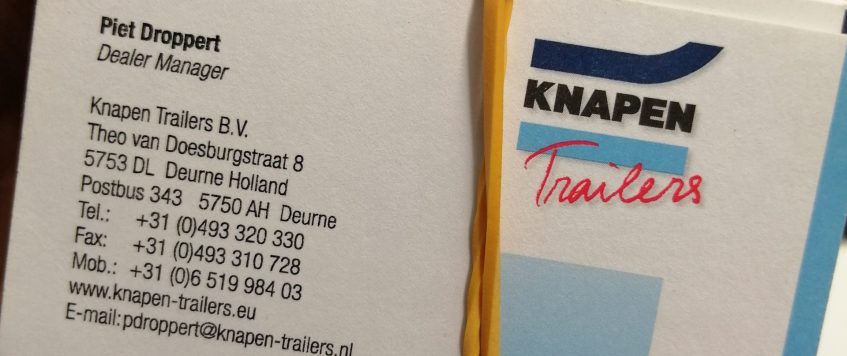 Piet Droppert
Dealer Manager
Knapen Trailers B.V.
Theo van Doesburgstraat 8
5753 DL Deurne Holland
Postbus 343 5750 AH Deurne
Tel.: +31 (0)493 320 330
Fax: +31 (0)493 310 728
Mob.: +31 (0)6 519 984 03
www.knapen-trailers.eu
E-mail:pdroppert@knapen-trailers.nl
KNAPEN
Trailers